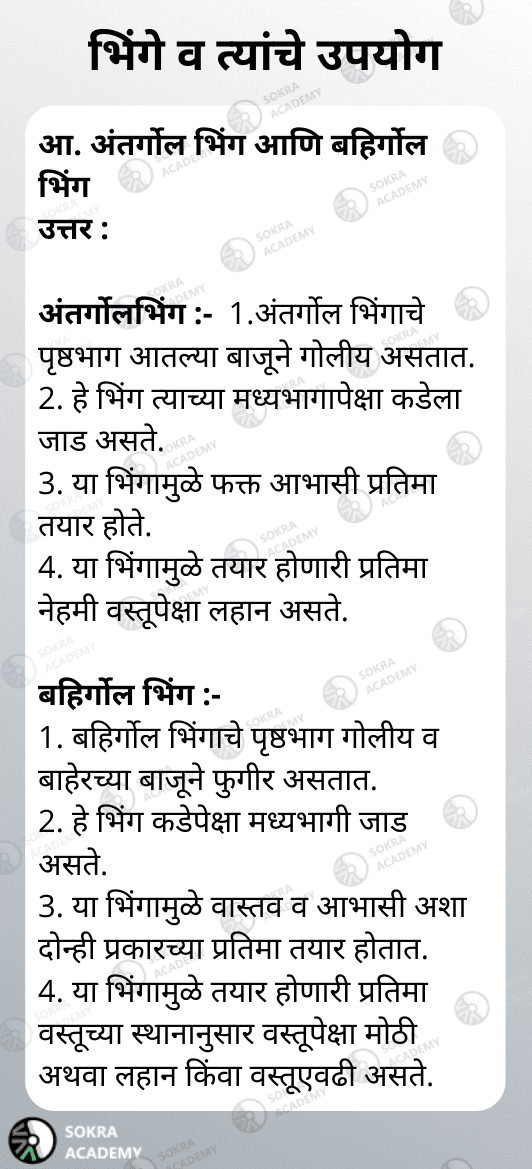 भिंगे व त्यांचे उपयोग
आ. अंतर्गोल भिंग आणि बहिर्गोल
भिंग
उत्तर :
अंतर्गोलभिंग :- 1.अंतर्गोल भिंगाचे
पृष्ठभाग आतल्या बाजूने गोलीय असतात.
2. हे भिंग त्याच्या मध्यभागापेक्षा कडेला
जाड असते.
3. या भिंगामुळे फक्त आभासी प्रतिमा
तयार होते.
4. या भिंगामुळे तयार होणारी प्रतिमा
नेहमी वस्तूपेक्षा लहान असते.
बहिर्गोल भिंग :-
1. बहिर्गोल भिंगाचे पृष्ठभाग गोलीय व
बाहेरच्या बाजूने फुगीर असतात.
2. हे भिंग कडेपेक्षा मध्यभागी जाड
असते.
3. या भिंगामुळे वास्तव व आभासी अशा
दोन्ही प्रकारच्या प्रतिमा तयार होतात.
4. या भिंगामुळे तयार होणारी प्रतिमा
वस्तूच्या स्थानानुसार वस्तूपेक्षा मोठी
अथवा लहान किंवा वस्तूएवढी असते.
SOKRA
ACADEMY